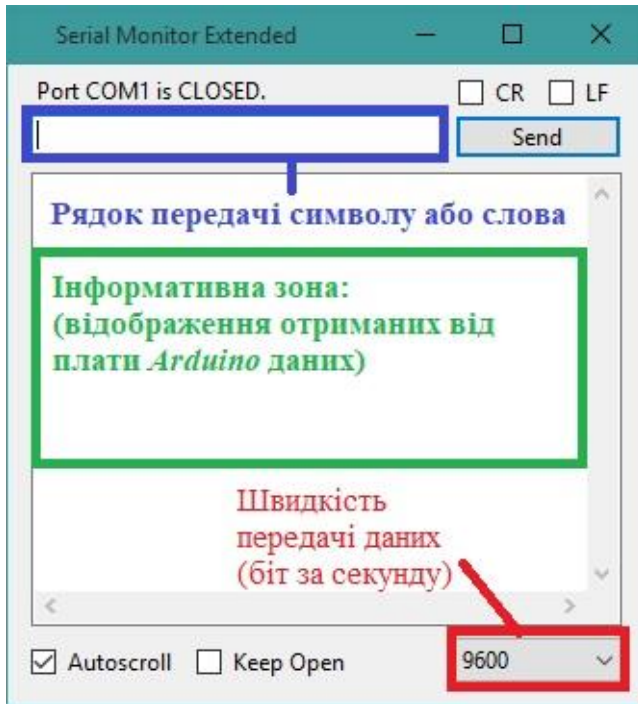 Serial Monitor Extended
Port COM1 is CLOSED.
CR
LF
Send
Рядок передачі символу або слова
Інформативна зона:
(відображення отриманих від
плати Arduino даних)
Швидкість
передачі даних
(біт за секунду)
Autoscroll
Keep Open
9600